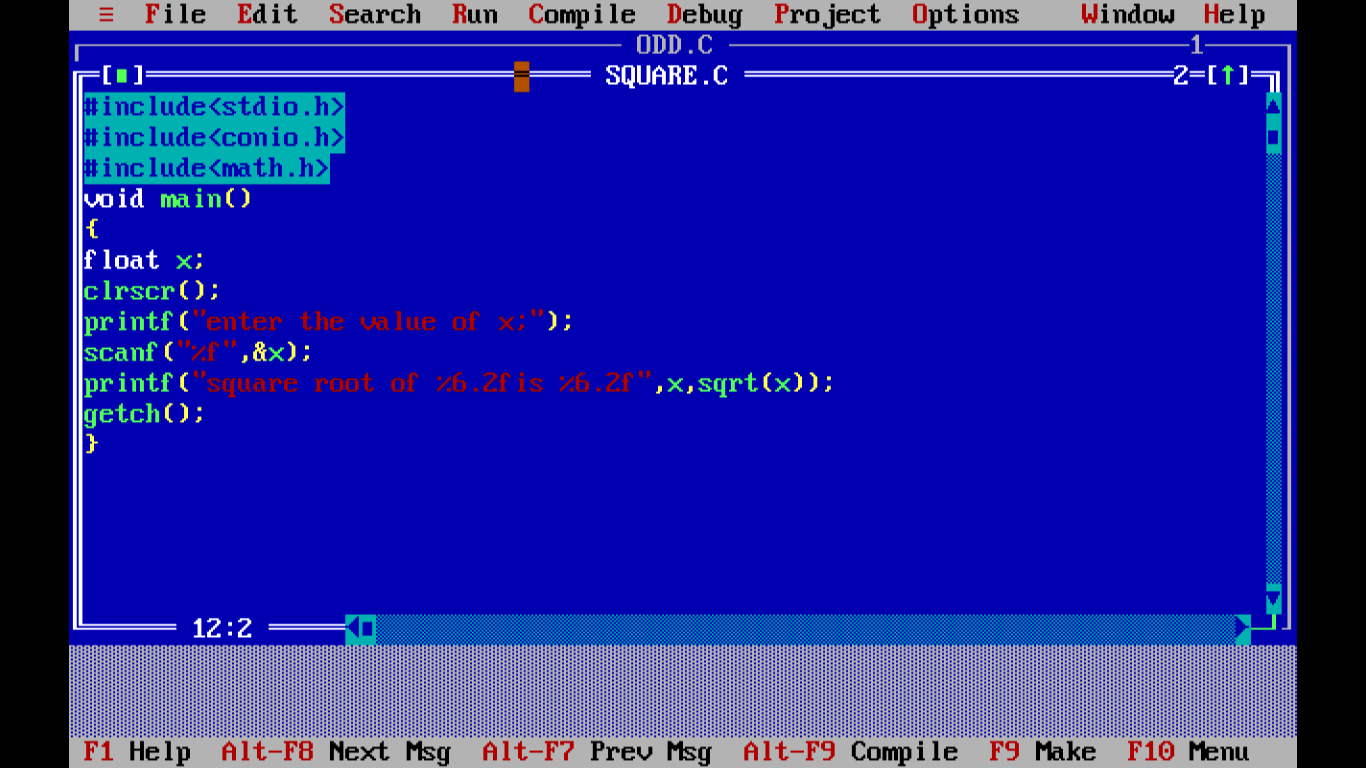 ≡ File Edit Search Run Compile Debug Project Options Window Help
ODD.C 1
[■] SQUARE.C 2=[↑]
#include<stdio.h>
#include<conio.h>
#include<math.h>
void main()
{
float x;
clrscr();
printf("enter the value of x;");
scanf("%f",&x);
printf("square root of %6.2fis %6.2f",x,sqrt(x));
getch();
}
12:2
F1 Help Alt-F8 Next Msg Alt-F7 Prev Msg Alt-F9 Compile F9 Make F10 Menu